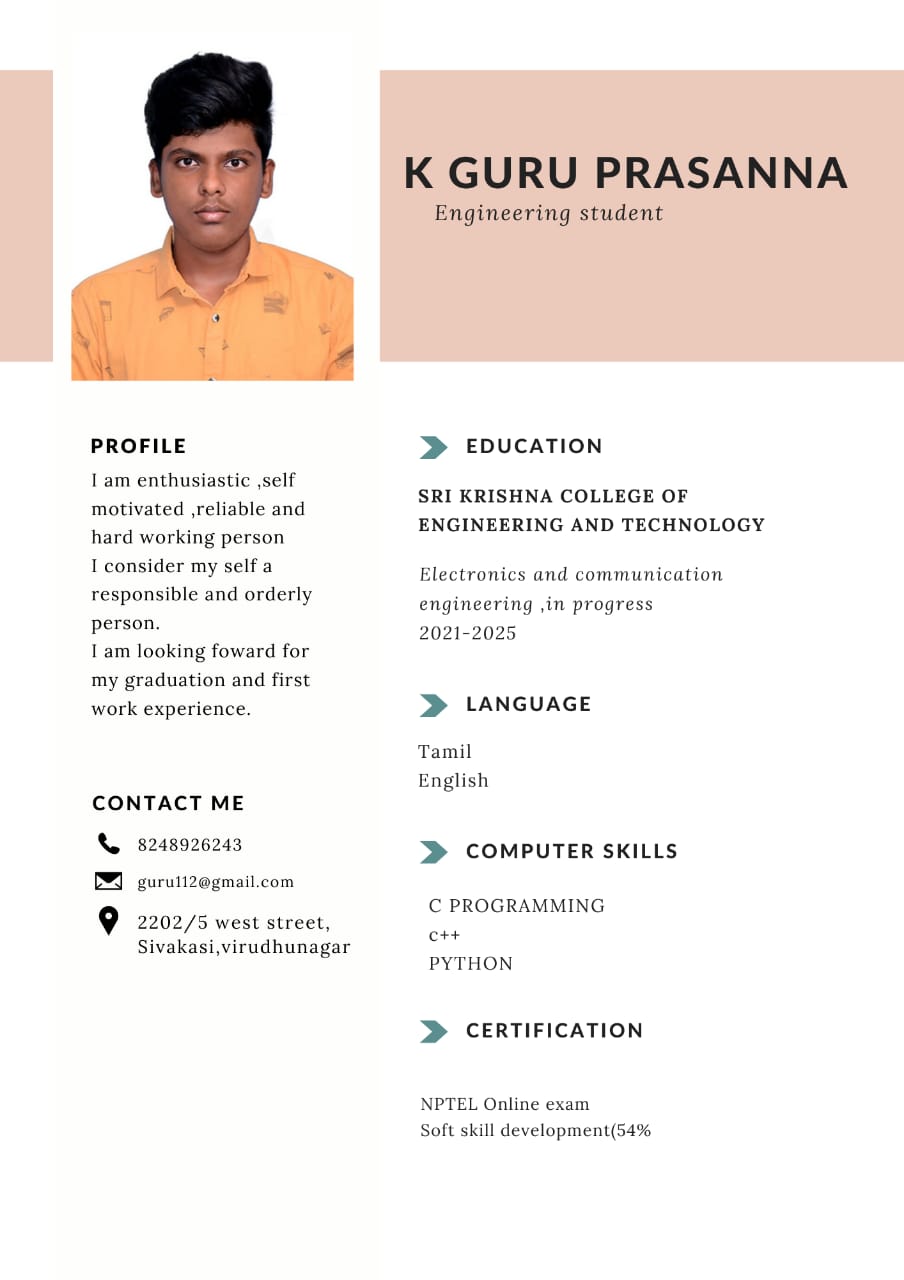 K GURU PRASANNA
Engineering student
PROFILE
I am enthusiastic ,self
motivated ,reliable and
hard working person
I consider my self a
responsible and orderly
person.
I am looking foward for
my graduation and first
work experience.
CONTACT ME
8248926243
guru112@gmail.com
2202/5 west street,
Sivakasi,virudhunagar
EDUCATION
SRI KRISHNA COLLEGE OF
ENGINEERING AND TECHNOLOGY
Electronics and communication
engineering ,in progress
2021-2025
LANGUAGE
Tamil
English
COMPUTER SKILLS
C PROGRAMMING
c++
PYTHON
CERTIFICATION
NPTEL Online exam
Soft skill development(54%